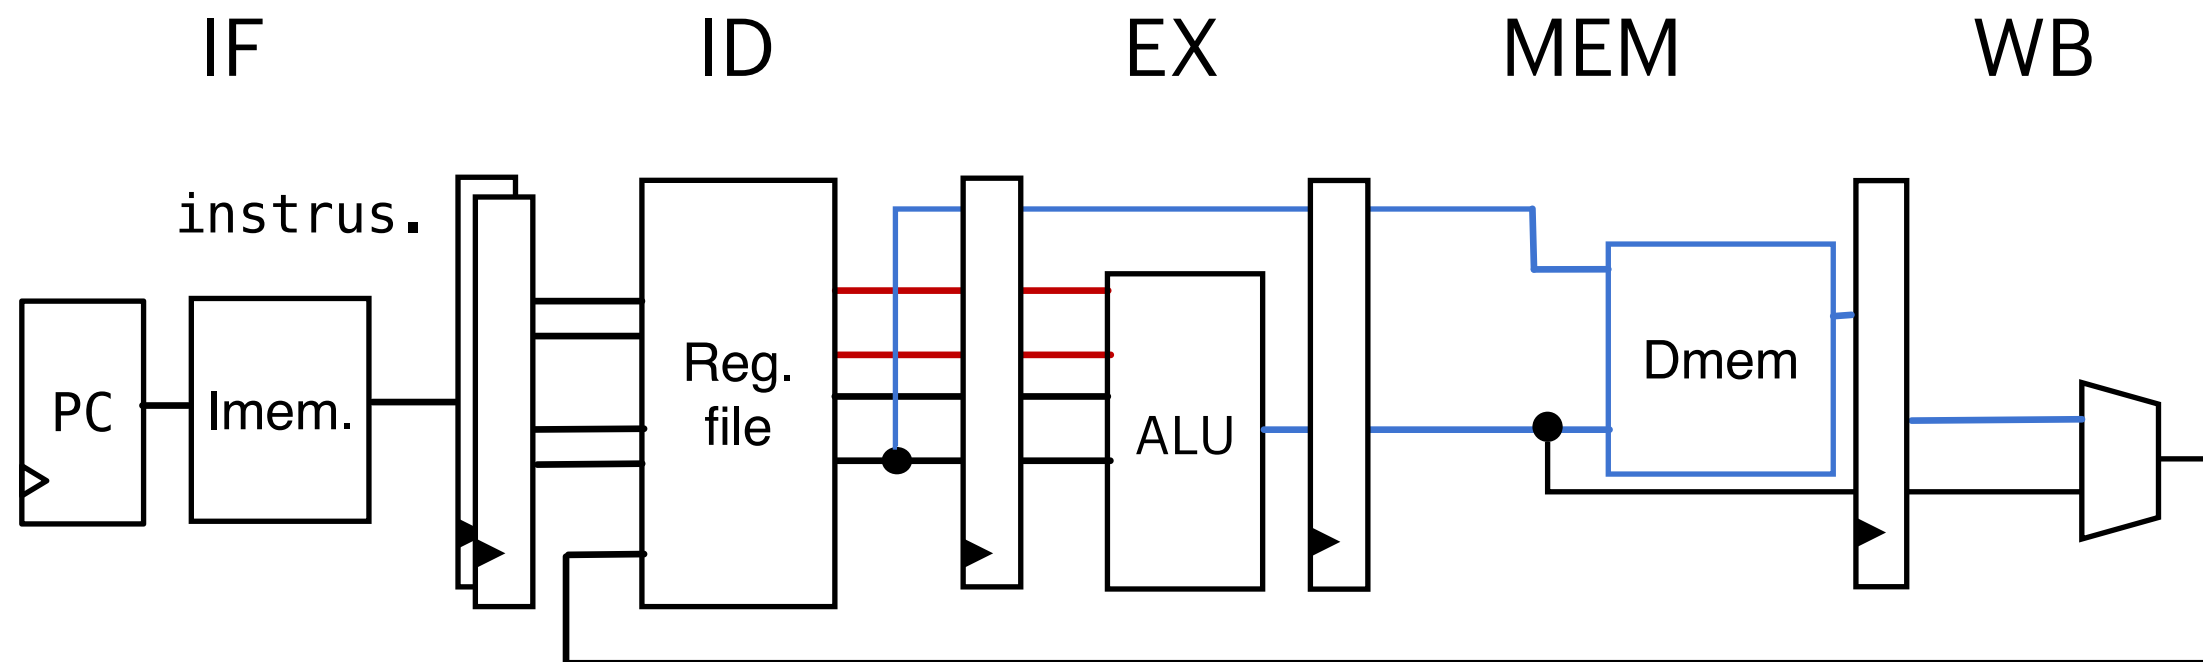 IF ID EX MEM WB
instrus.
PC
Imem.
Reg.
file
ALU
Dmem